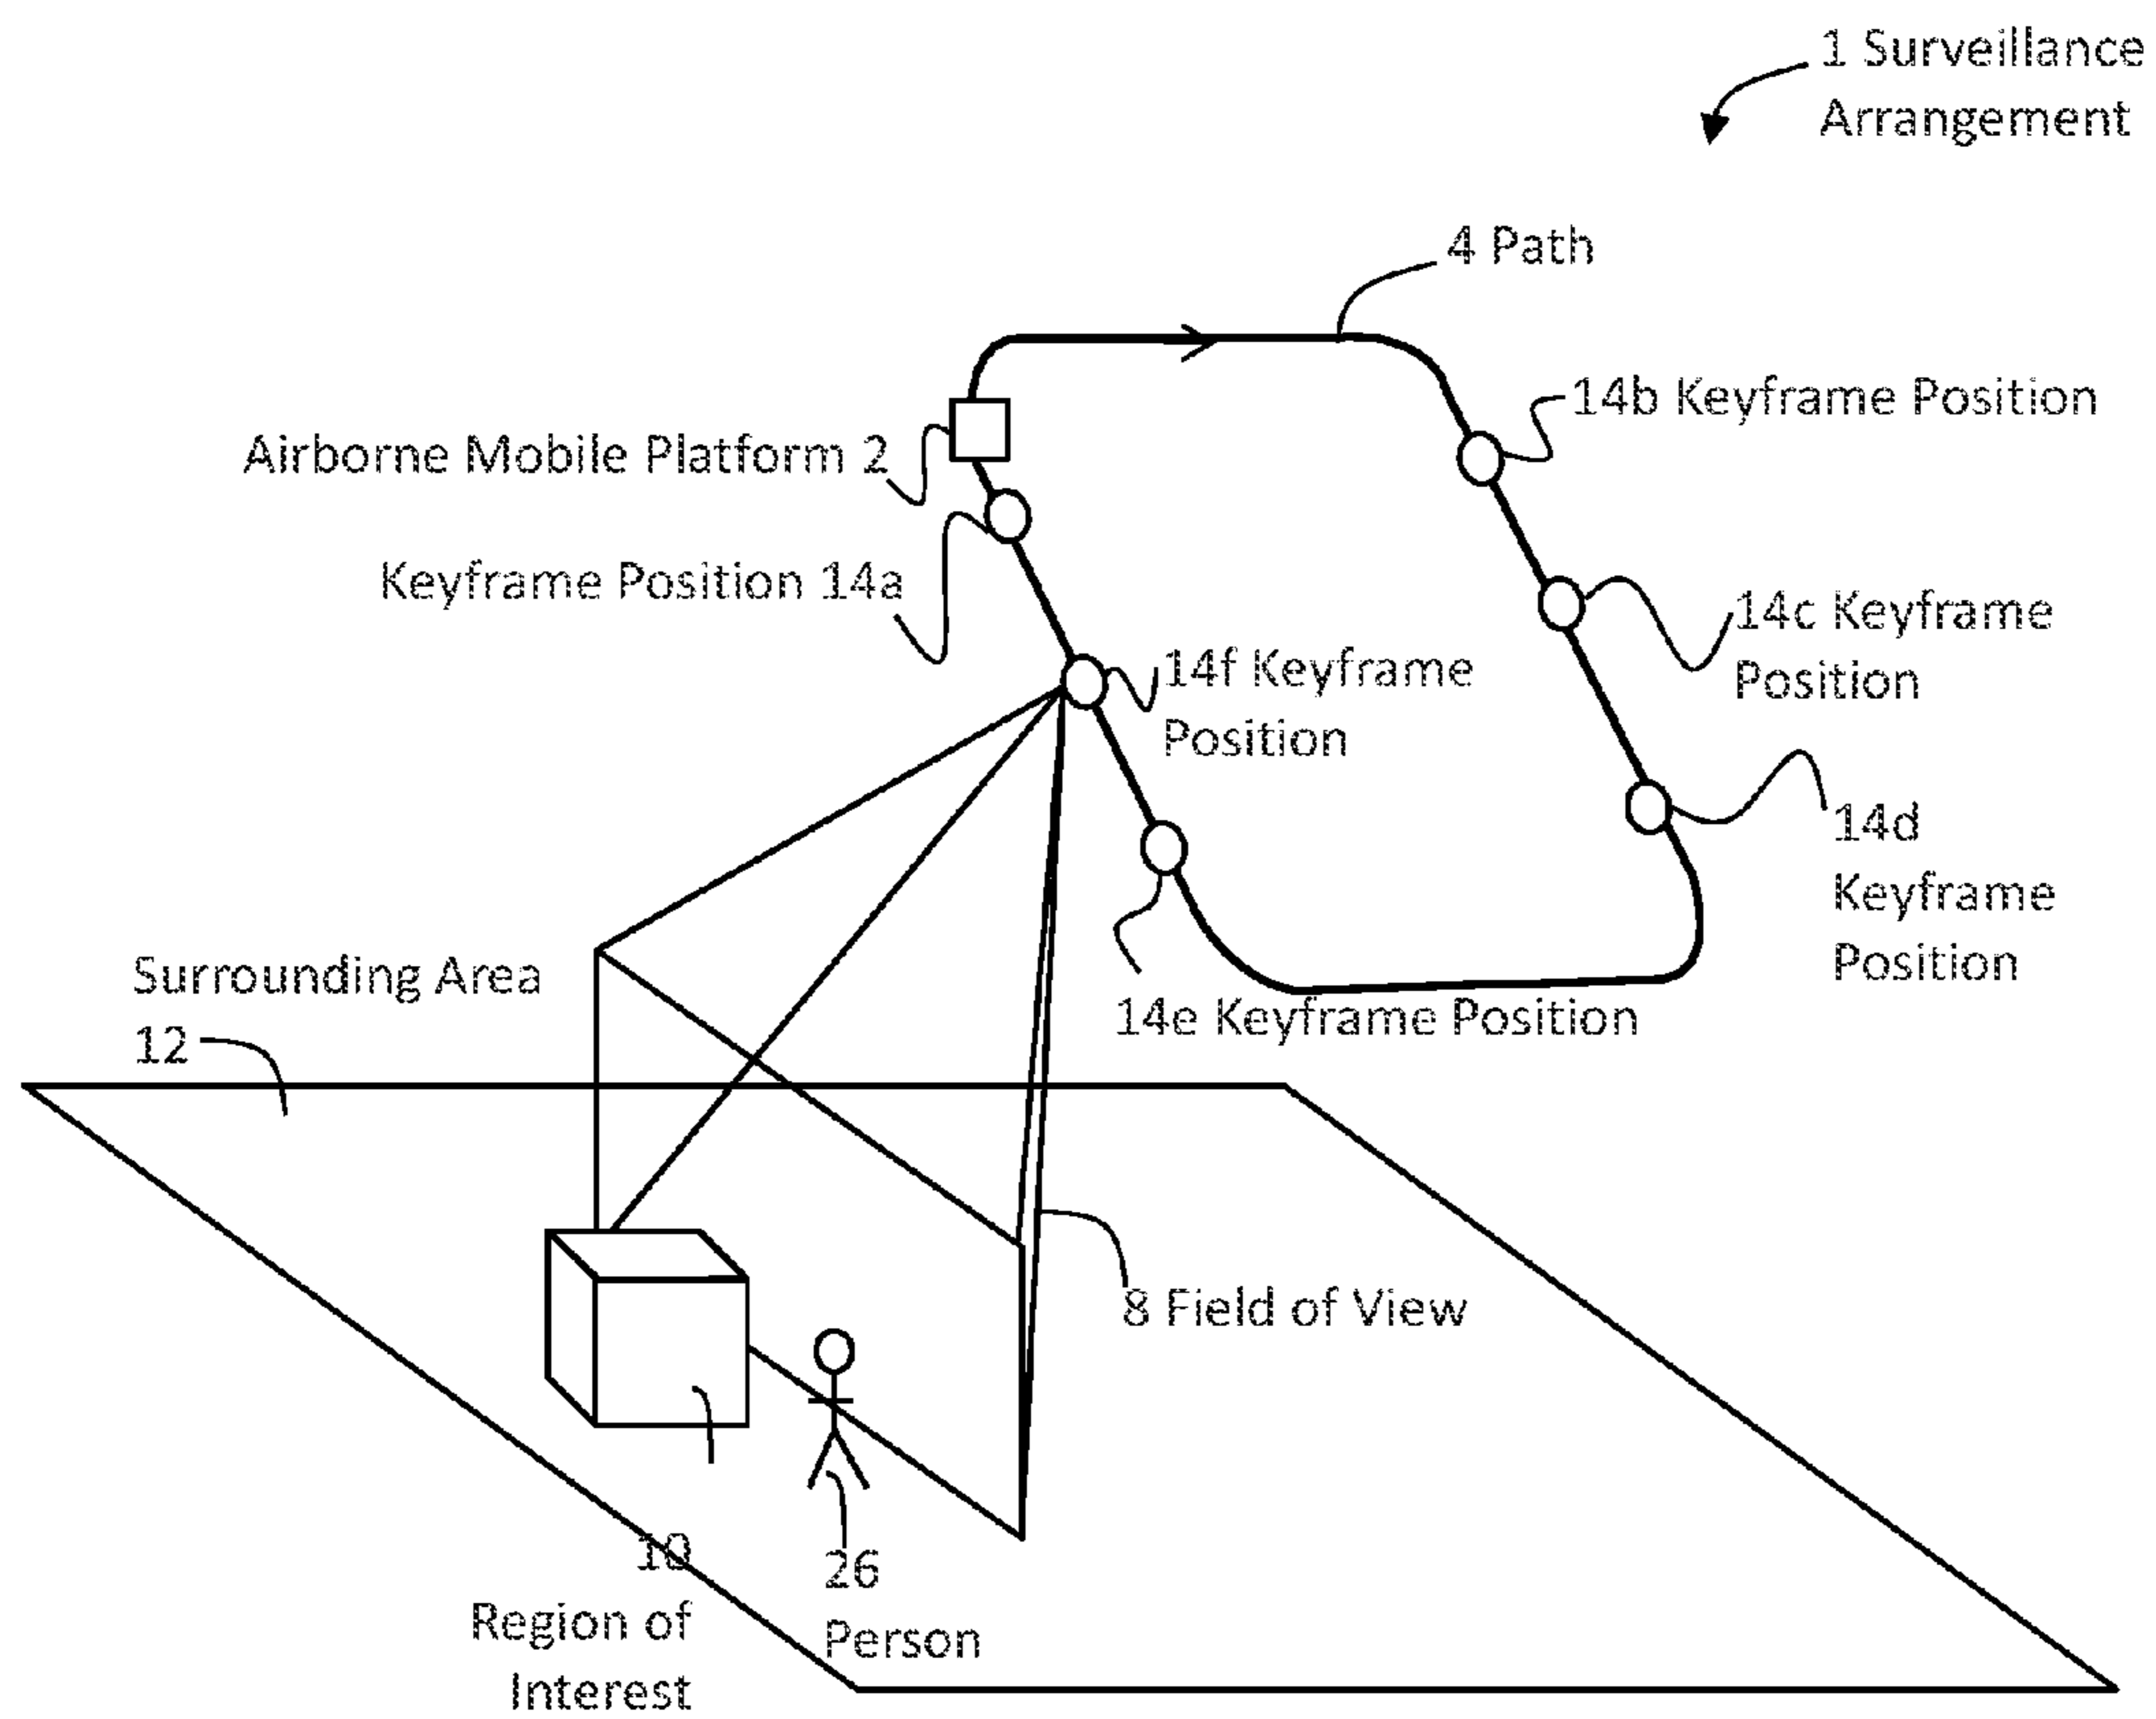 1 Surveillance
Arrangement
4 Path
14b Keyframe Position
Airborne Mobile Platform 2
Keyframe Position 14a
14c Keyframe
Position
14f Keyframe
Position
14d
Keyframe
Position
Surrounding Area
12
14e Keyframe Position
8 Field of View
10
Region of
Interest
26
Person